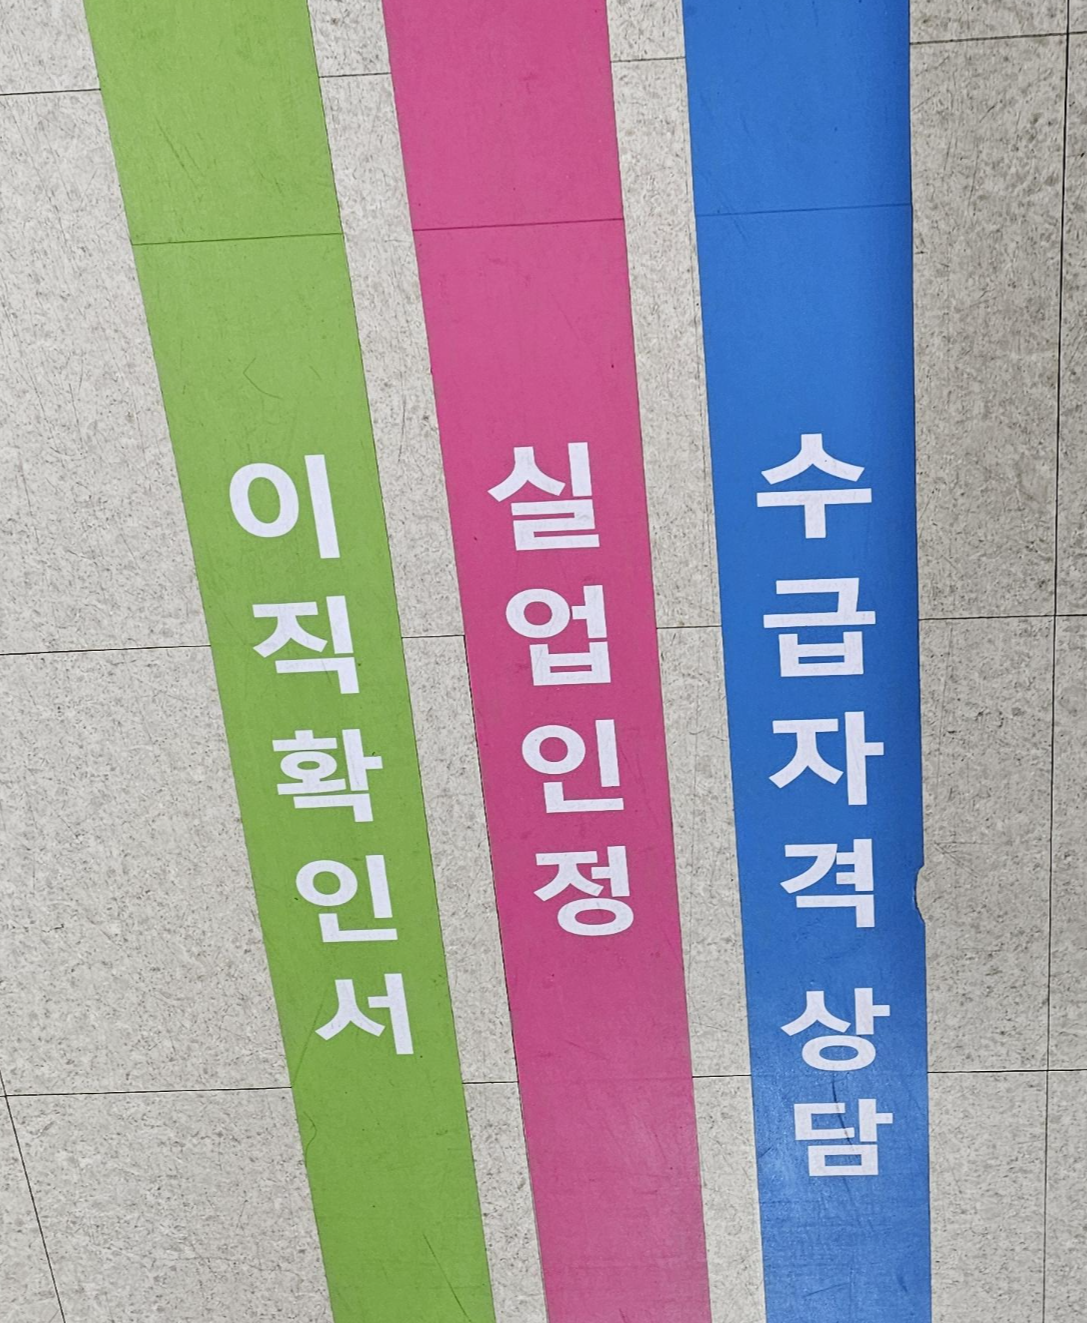 이직확인서
실업인정
수급자격 상담